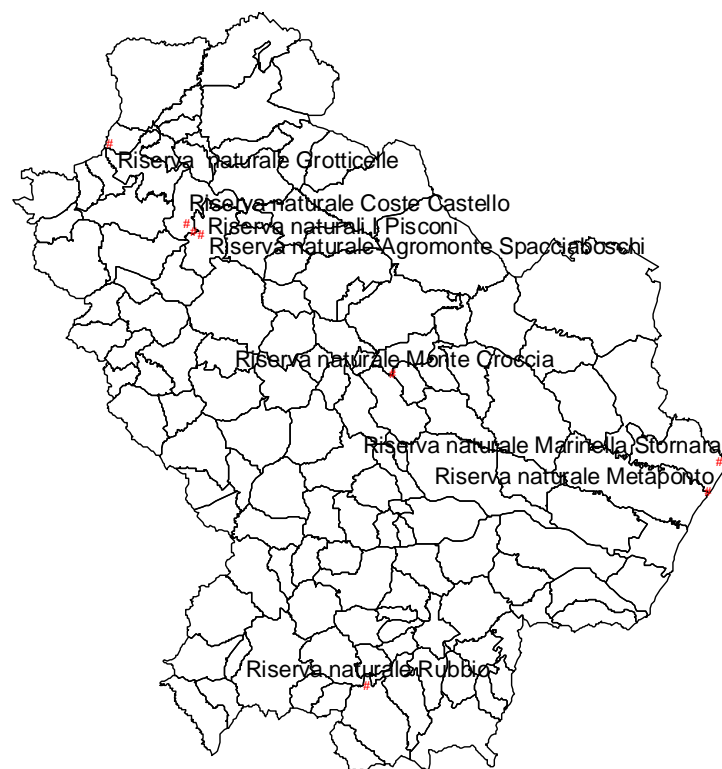 Riserva naturale Grotticelle
Riserva naturale Coste Castello
Riserva naturali I Pisconi
Riserva naturale Agromonte Spacciaboschi
Riserva naturale Monte Croccia
Riserva naturale Marinella Stornara
Riserva naturale Metaponto
Riserva naturale Rubbio